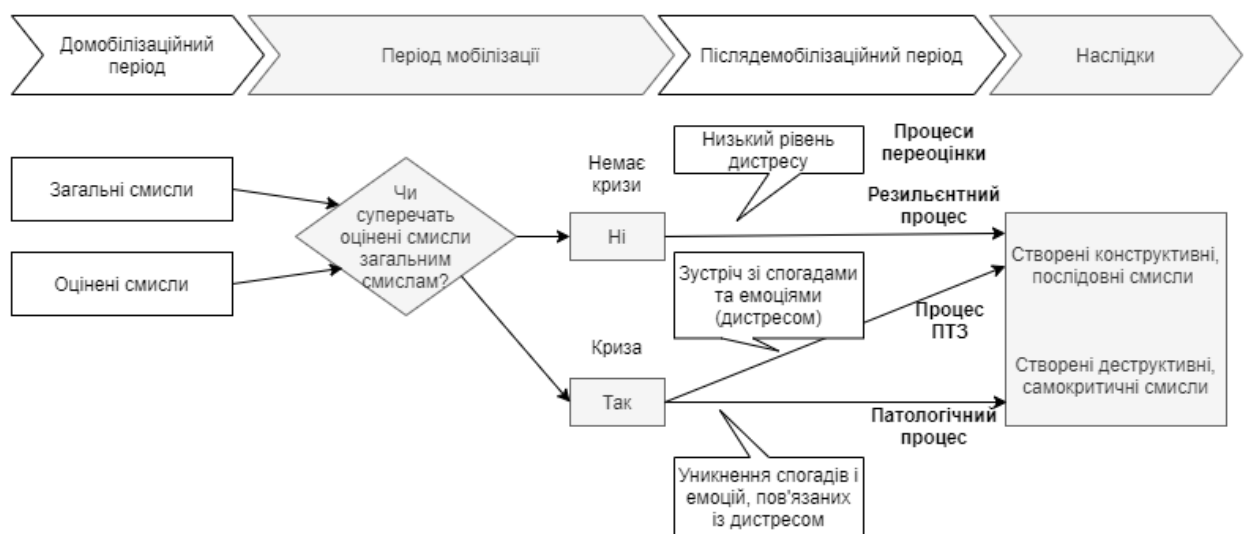 Домобілізаційний
період
Період мобілізації
Післядемобілізаційний період
Наслідки
Загальні смисли
Оцінені смисли
Чи
суперечать
оцінені смисли
загальним
смислам?
Немає
кризи
Ні
Криза
Так
Низький рівень
дистресу
Процеси
переоцінки
Резильєнтний
процес
Зустріч зі спогадами
та емоціями
(дистресом)
Процес
ПТЗ
Патологічний
процес
Уникнення спогадів і
емоцій, пов'язаних
із дистресом
Створені конструктивні,
послідовні смисли
Створені деструктивні,
самокритичні смисли